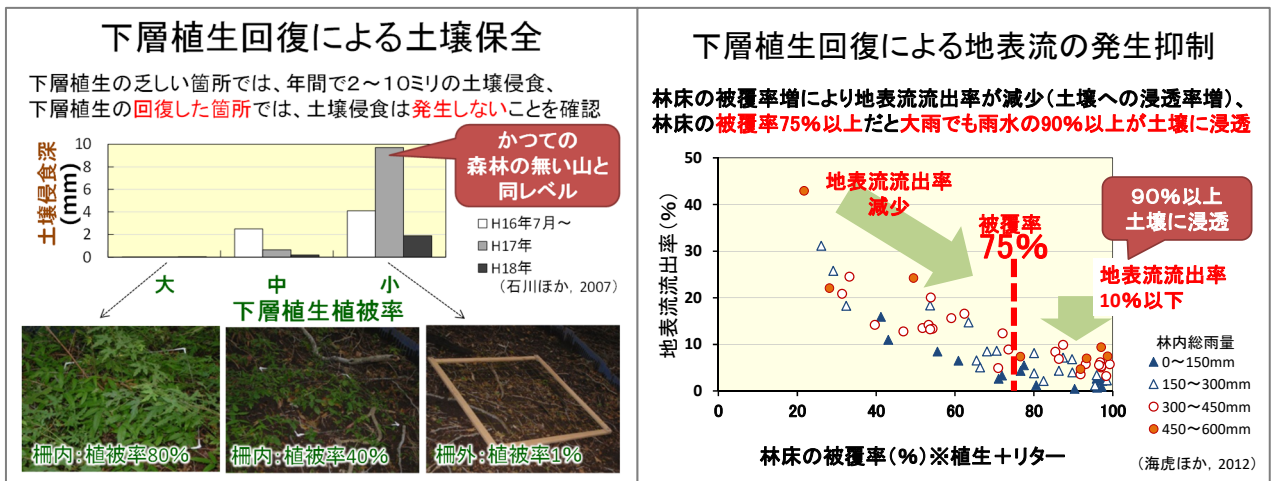 下層植生回復による土壌保全
下層植生の乏しい箇所では、年間で2～10ミリの土壌侵食、
下層植生の回復した箇所では、土壌侵食は発生しないことを確認
かつての
森林の無い山と
同レベル
土壌侵食深
(mm)
10
8
6
4
2
0
大
中
小
下層植生植被率
H16年7月～
H17年
H18年
(石川ほか, 2007)
柵内:植被率80%
柵内:植被率40%
柵外:植被率1%
下層植生回復による地表流の発生抑制
林床の被覆率増により地表流流出率が減少(土壌への浸透率増)、
林床の被覆率75%以上だと大雨でも雨水の90%以上が土壌に浸透
地表流流出率(%)
50
40
30
20
10
0
0
20
40
60
80
100
地表流流出率
減少
被覆率
75%
90%以上
土壌に浸透
地表流流出率
10%以下
林内総雨量
0～150mm
150～300mm
300～450mm
450～600mm
林床の被覆率(%)※植生＋リター
(海虎ほか, 2012)